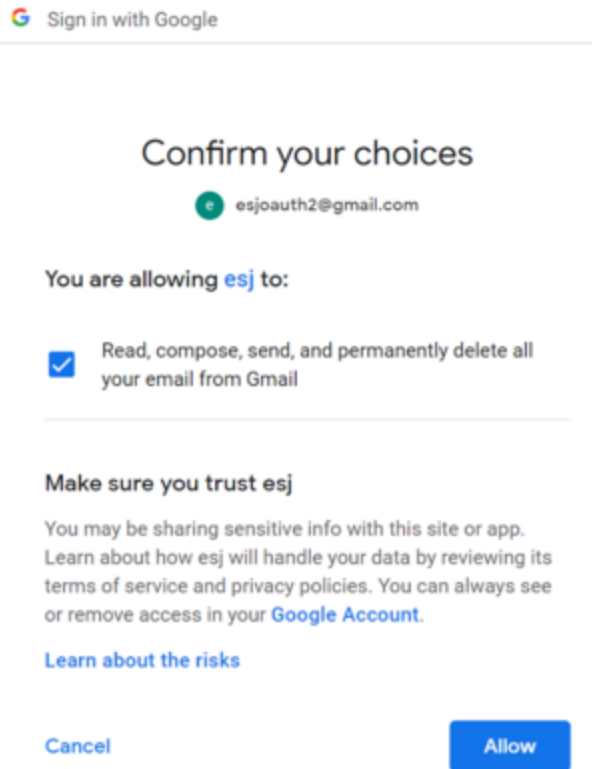 Sign in with Google
Confirm your choices
e esjoauth2@gmail.com
You are allowing esj to:
Read, compose, send, and permanently delete all
your email from Gmail
Make sure you trust esj
You may be sharing sensitive info with this site or app.
Learn about how esj will handle your data by reviewing its
terms of service and privacy policies. You can always see
or remove access in your Google Account.
Learn about the risks
Cancel Allow